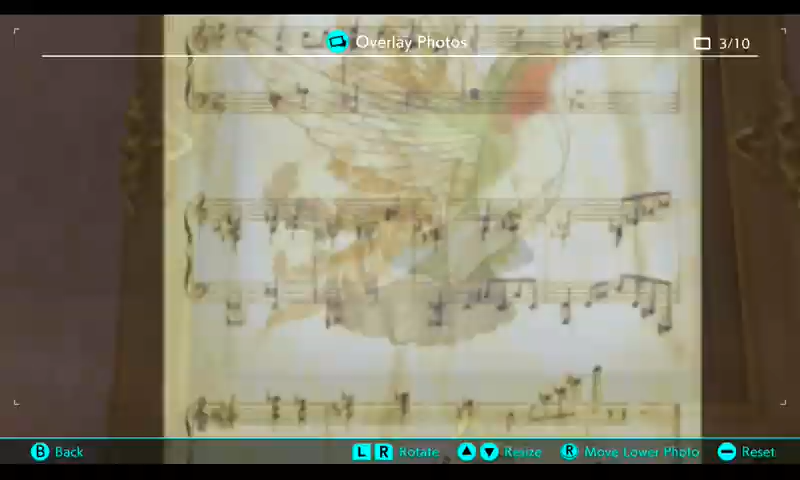 Overlay Photos
3/10
B Back
L R Rotate
Resize
R Move Lower Photo
Reset